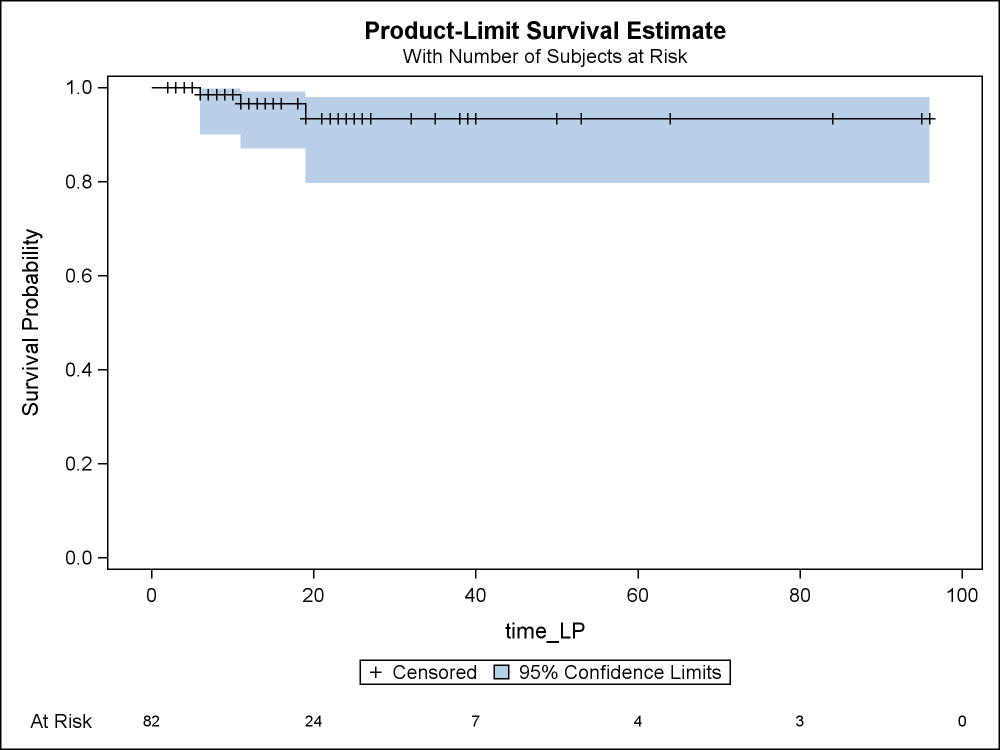 Product-Limit Survival Estimate
With Number of Subjects at Risk
Survival Probability
1.0
0.8
0.6
0.4
0.2
0.0
0 20 40 60 80 100
time_LP
+ Censored 95% Confidence Limits
At Risk 82 24 7 4 3 0